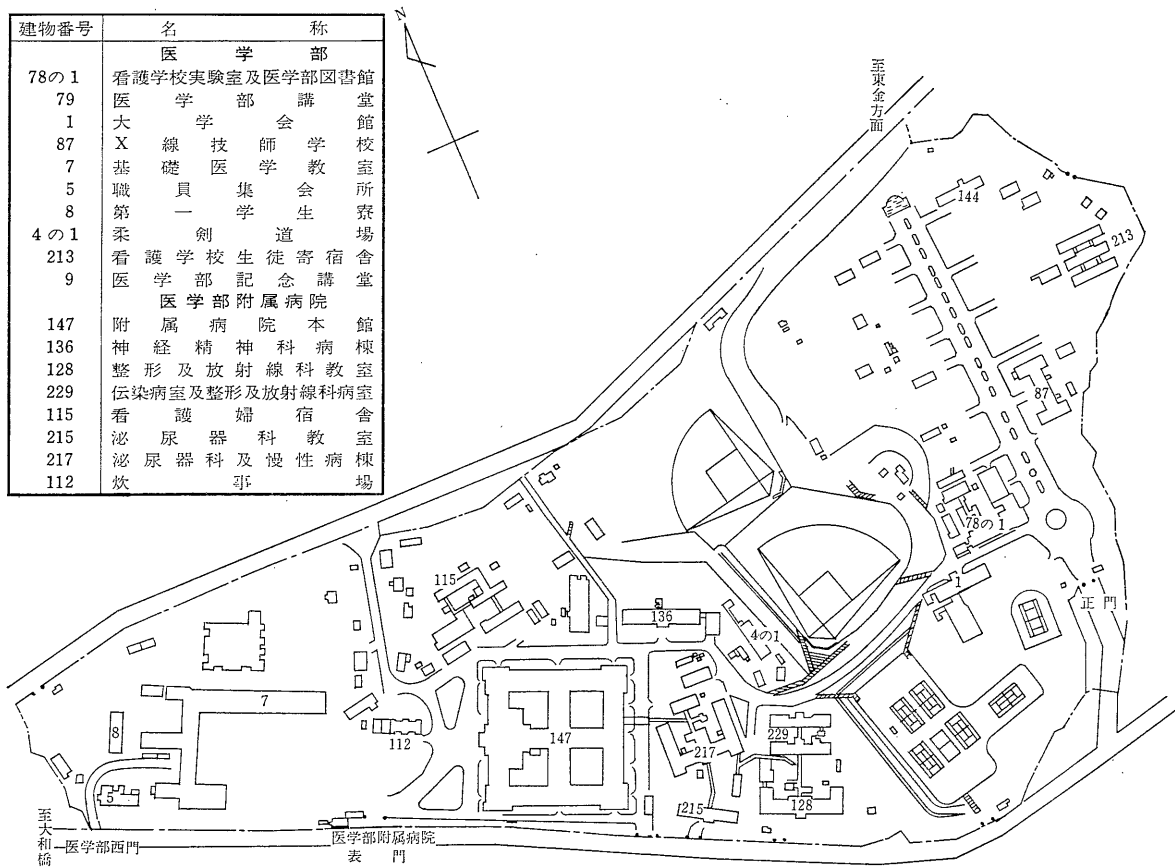 建物番号 名称
医学部
78の1 看護学校実験室及医学部図書館
79 医学部講堂
1 大学会館
87 X線技師学校
7 基礎医学教室
5 職員集会所
8 第一学生寮
4の1 柔剣道場
213 看護学校生徒寄宿舎
9 医学部記念講堂
医学部附属病院
147 附属病院本館
136 神経精神科病棟
128 整形及放射線科教室
229 伝染病室及整形及放射線科病室
115 看護婦宿舎
215 泌尿器科教室
217 泌尿器科及慢性病棟
112 炊事場
N
至東金方面
144
213
87
78の1
1
正門
115
136
4の1
7
8
112
147
217
229
5
215
128
至大和橋
医学部西門
医学部附属病院
表門